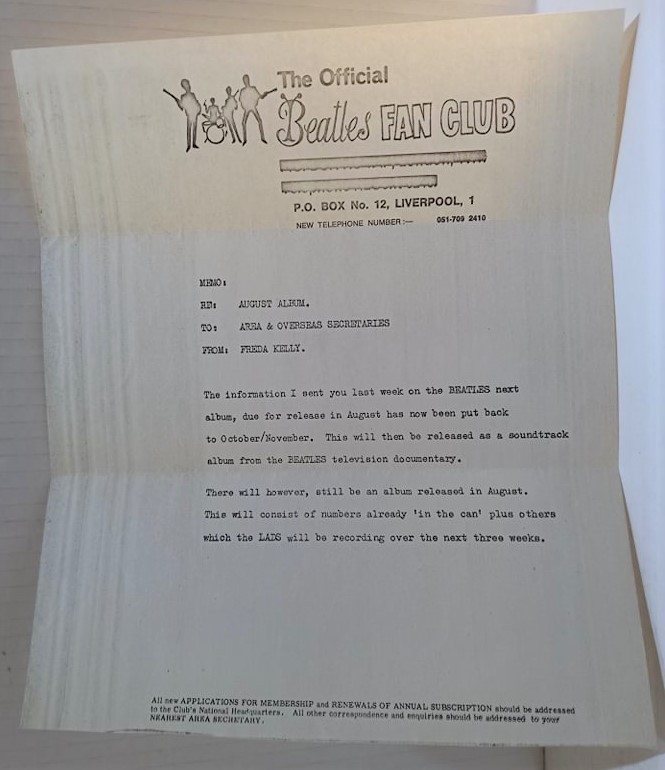 The Official
Beatles FAN CLUB
P.O. BOX No. 12, LIVERPOOL, 1
NEW TELEPHONE NUMBER:— 051-709 2410
MEMO:
RE: AUGUST ALBUM.
TO: AREA & OVERSEAS SECRETARIES
FROM: FREDA KELLY.
The information I sent you last week on the BEATLES next
album, due for release in August has now been put back
to October/November. This will then be released as a soundtrack
album from the BEATLES television documentary.
There will however, still be an album released in August.
This will consist of numbers already 'in the can' plus others
which the LADS will be recording over the next three weeks.
All new APPLICATIONS FOR MEMBERSHIP and RENEWALS OF ANNUAL SUBSCRIPTION should be addressed
to the Club's National Headquarters. All other correspondence and enquiries should be addressed to your
NEAREST AREA SECRETARY.